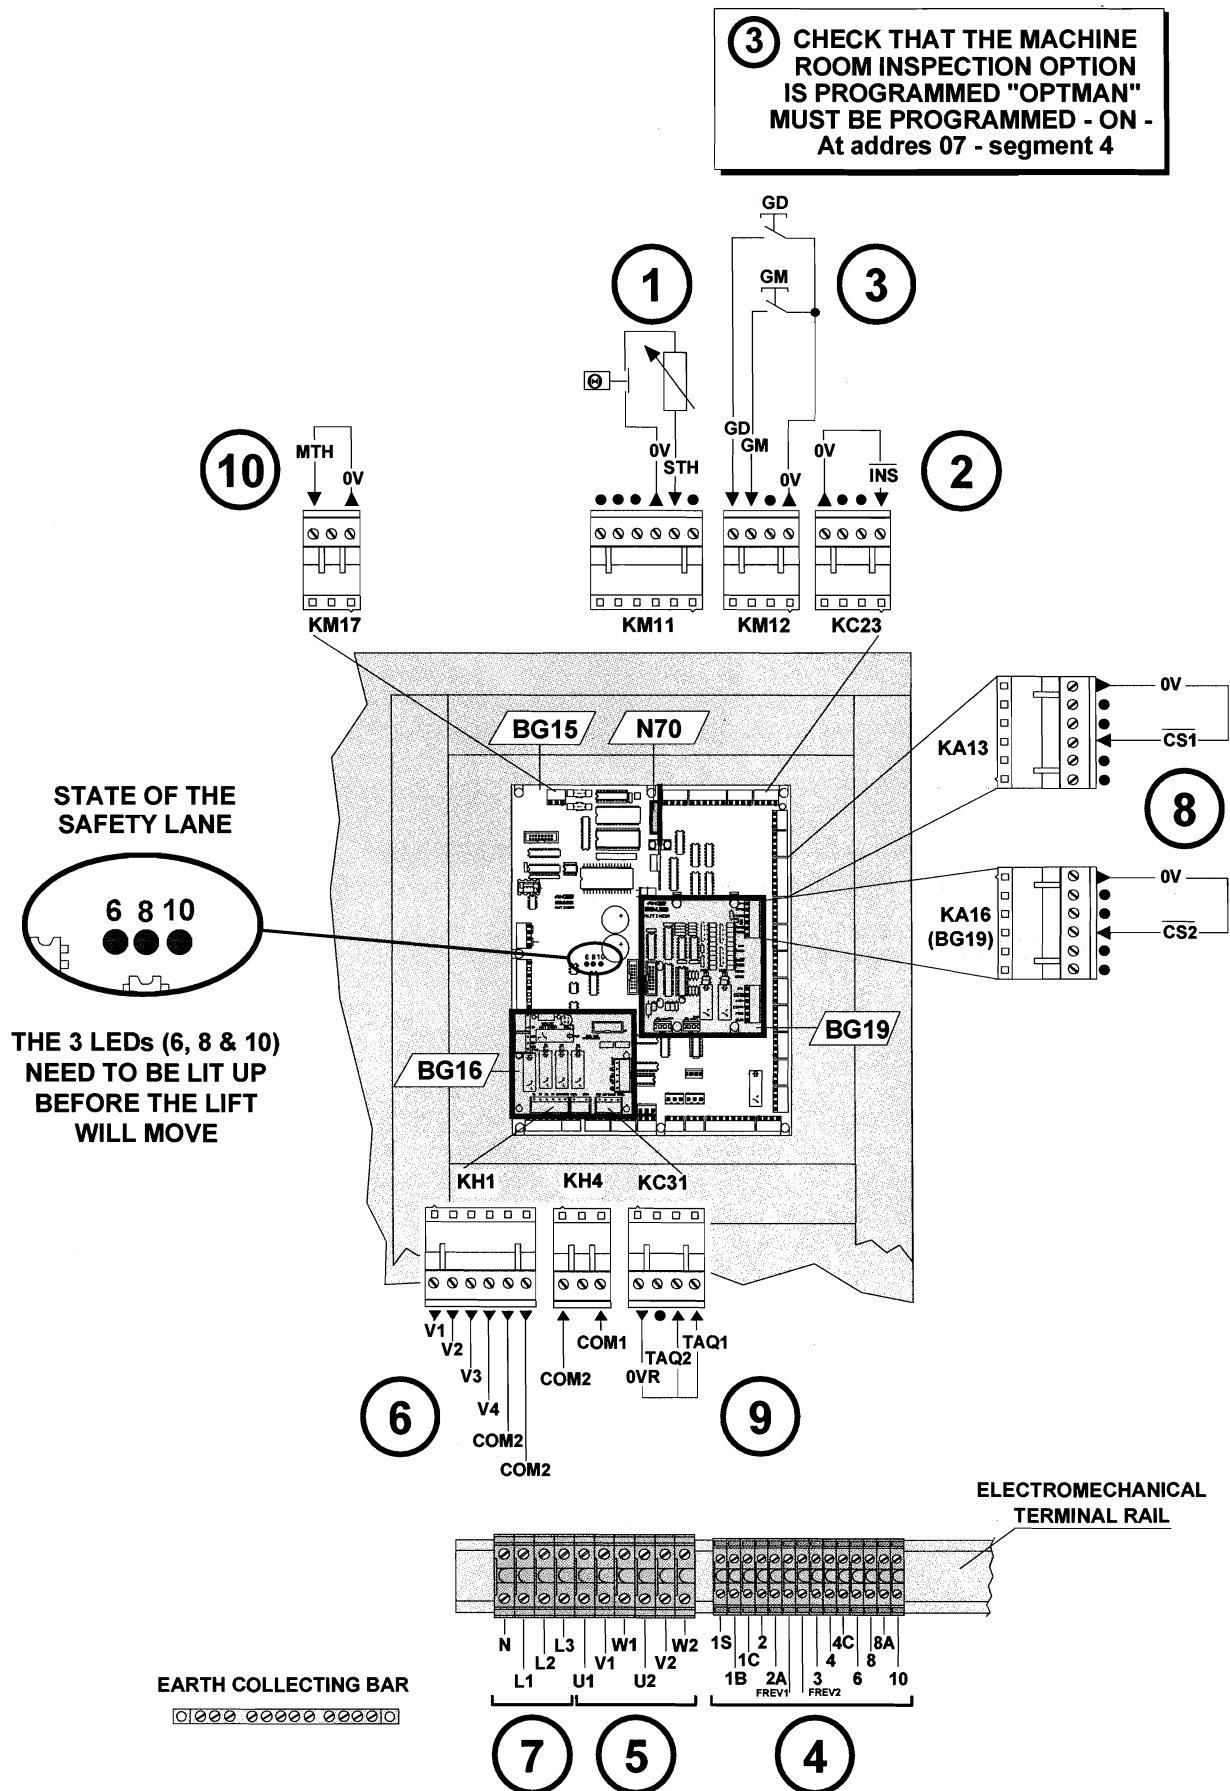 3 CHECK THAT THE MACHINE
ROOM INSPECTION OPTION
IS PROGRAMMED "OPTMAN"
MUST BE PROGRAMMED - ON -
At addres 07 - segment 4
GD
GM
1
3
GD
GM
0V
0V
STH
10
MTH
0V
0V
INS
2
KM17
KM11
KM12
KC23
BG15
N70
KA13
0V
CS1
8
KA16
(BG19)
0V
CS2
STATE OF THE
SAFETY LANE
6 8 10
6 8 10
THE 3 LEDs (6, 8 & 10)
NEED TO BE LIT UP
BEFORE THE LIFT
WILL MOVE
BG16
BG19
KH1
KH4
KC31
V1
V2
V3
V4
COM2
COM2
COM2
COM1
0VR
TAQ2
TAQ1
6
9
ELECTROMECHANICAL
TERMINAL RAIL
N
L1
L2
L3
U1
V1
W1
U2
V2
W2
1S
1B
1C
2
2A
FREV1
FREV2
3
4
4C
6
8
8A
10
EARTH COLLECTING BAR
7
5
4